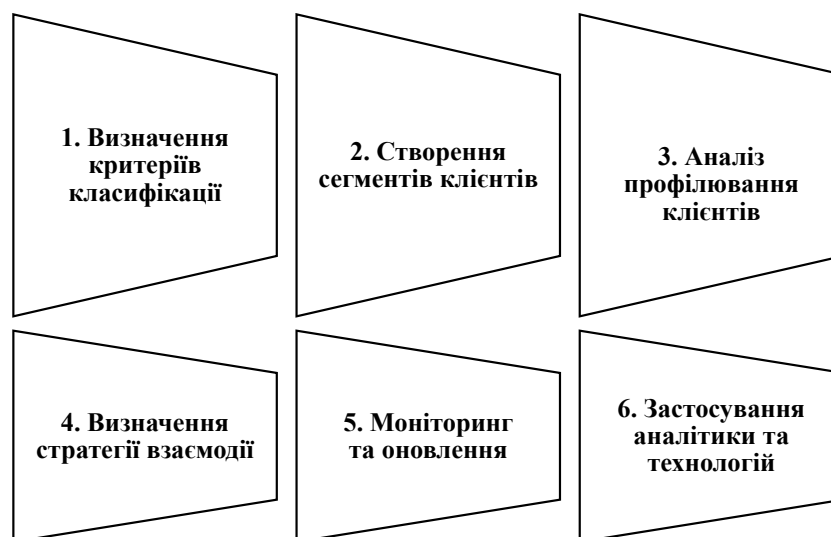 1. Визначення
критеріїв
класифікації
2. Створення
сегментів клієнтів
3. Аналіз
профілювання
клієнтів
4. Визначення
стратегії взаємодії
5. Моніторинг
та оновлення
6. Застосування
аналітики та
технологій